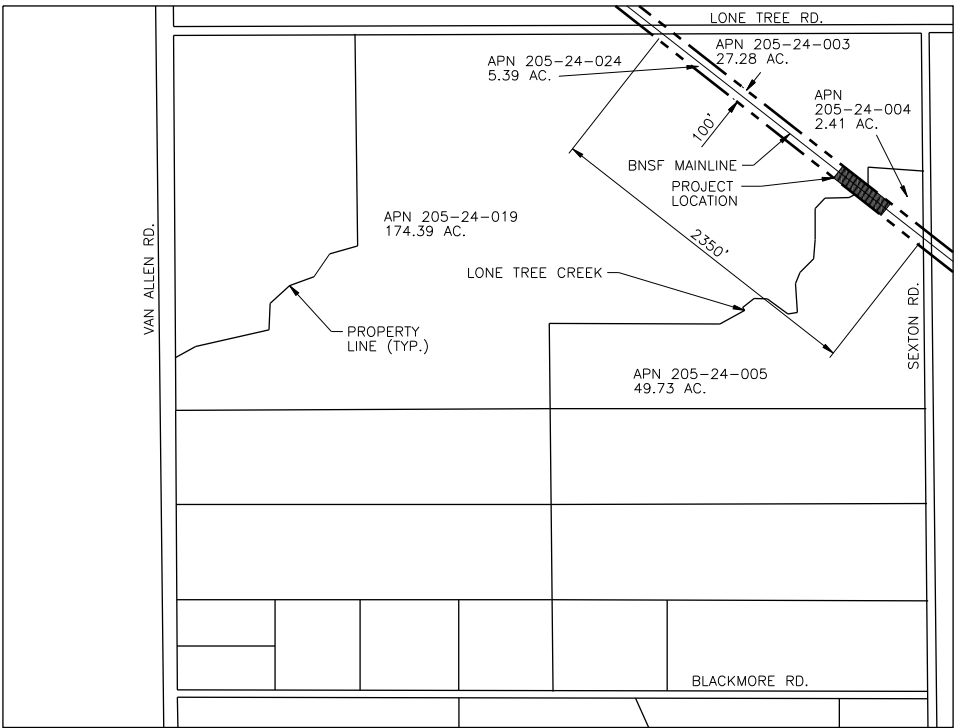 LONE TREE RD.
APN 205-24-003
27.28 AC.
APN 205-24-024
5.39 AC.
APN
205-24-004
2.41 AC.
100'
BNSF MAINLINE
PROJECT
LOCATION
APN 205-24-019
174.39 AC.
VAN ALLEN RD.
2350'
LONE TREE CREEK
SEXTON RD.
PROPERTY
LINE (TYP.)
APN 205-24-005
49.73 AC.
BLACKMORE RD.